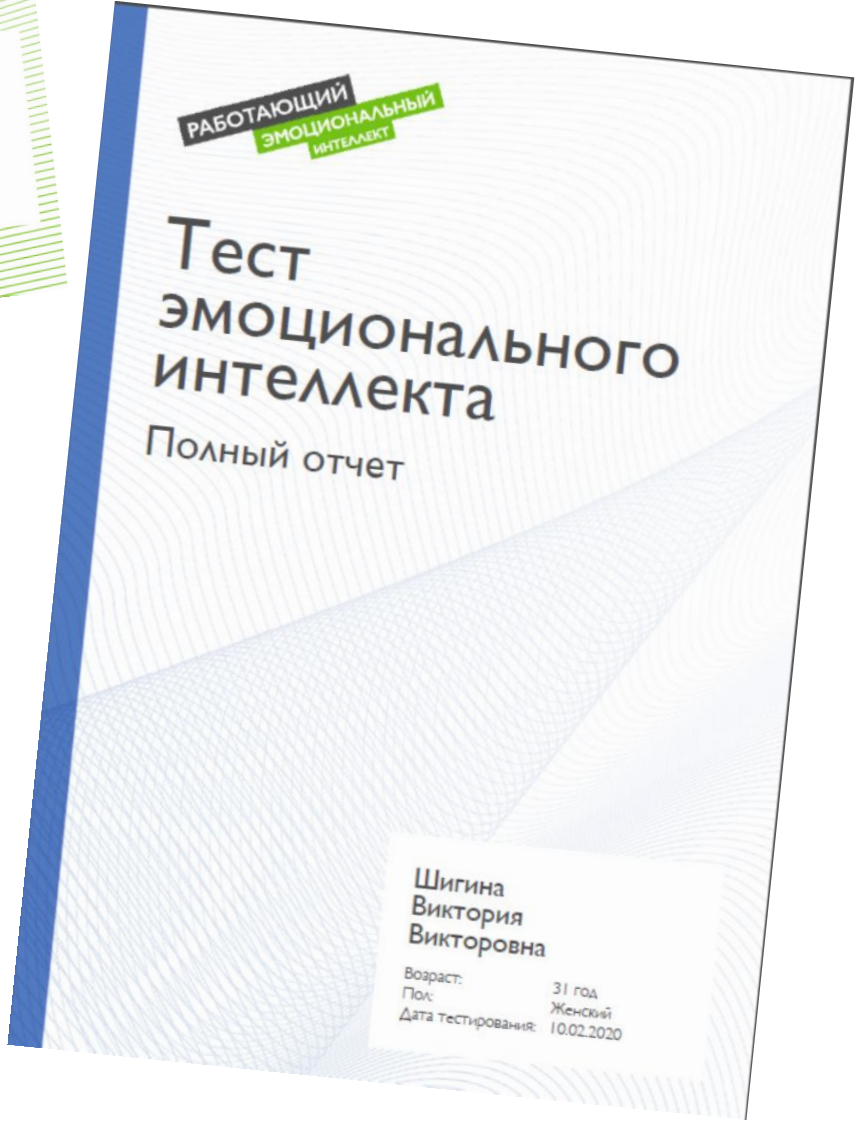 РАБОТАЮЩИЙ
ЭМОЦИОНАЛЬНЫЙ
ИНТЕЛЛЕКТ
Тест
эмоционального
интеллекта
Полный отчет
Шигина
Виктория
Викторовна
Возраст: 31 год
Пол: Женский
Дата тестирования: 10.02.2020